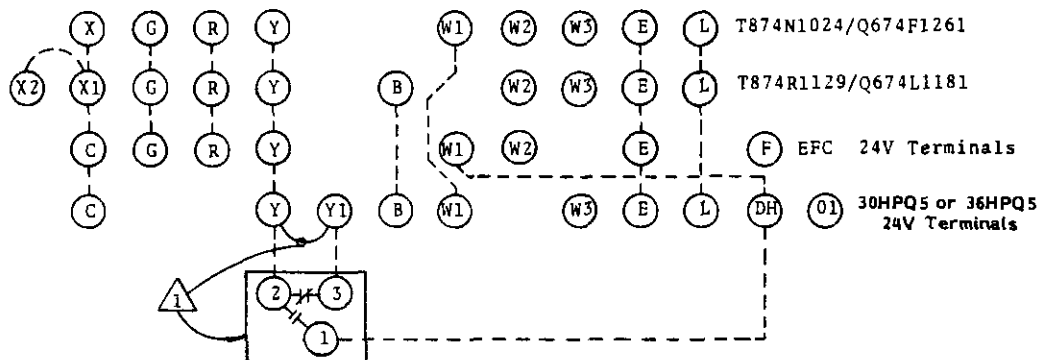 X G R Y W1 W2 W3 E L T874N1024/Q674F1261
X2 X1 G R Y B W2 W3 E L T874R1129/Q674L1181
C G R Y W1 W2 E F EFC 24V Terminals
C Y Y1 B W1 W3 E L DH 01 30HPQ5 or 36HPQ5
24V Terminals
1 2 3
1